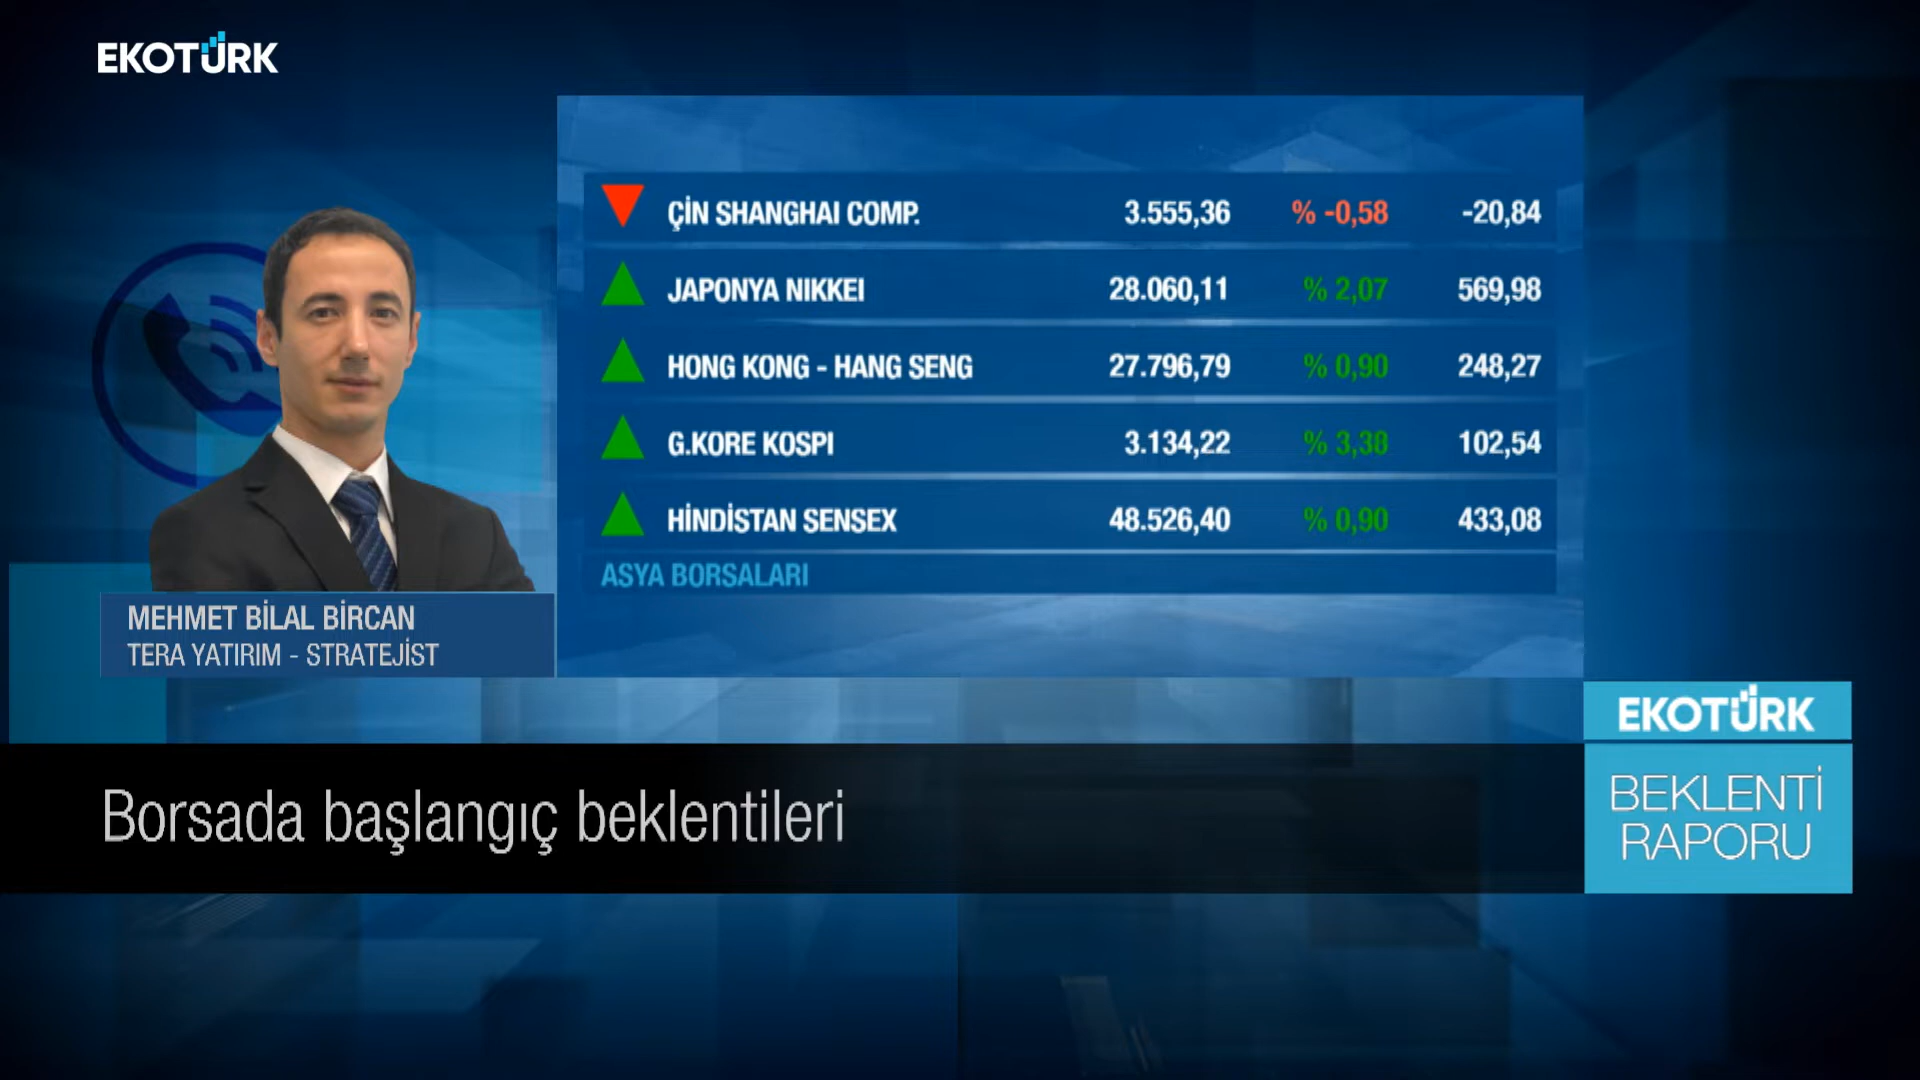 EKOTÜRK
ÇİN SHANGHAI COMP. 3.555,36 % -0,58 -20,84
JAPONYA NIKKEI 28.060,11 % 2,07 569,98
HONG KONG - HANG SENG 27.796,79 % 0,90 248,27
G.KORE KOSPI 3.134,22 % 3,38 102,54
HİNDİSTAN SENSEX 48.526,40 % 0,90 433,08
ASYA BORSALARI
MEHMET BİLAL BİRCAN
TERA YATIRIM - STRATEJİST
EKOTÜRK
Borsada başlangıç beklentileri
BEKLENTİ
RAPORU